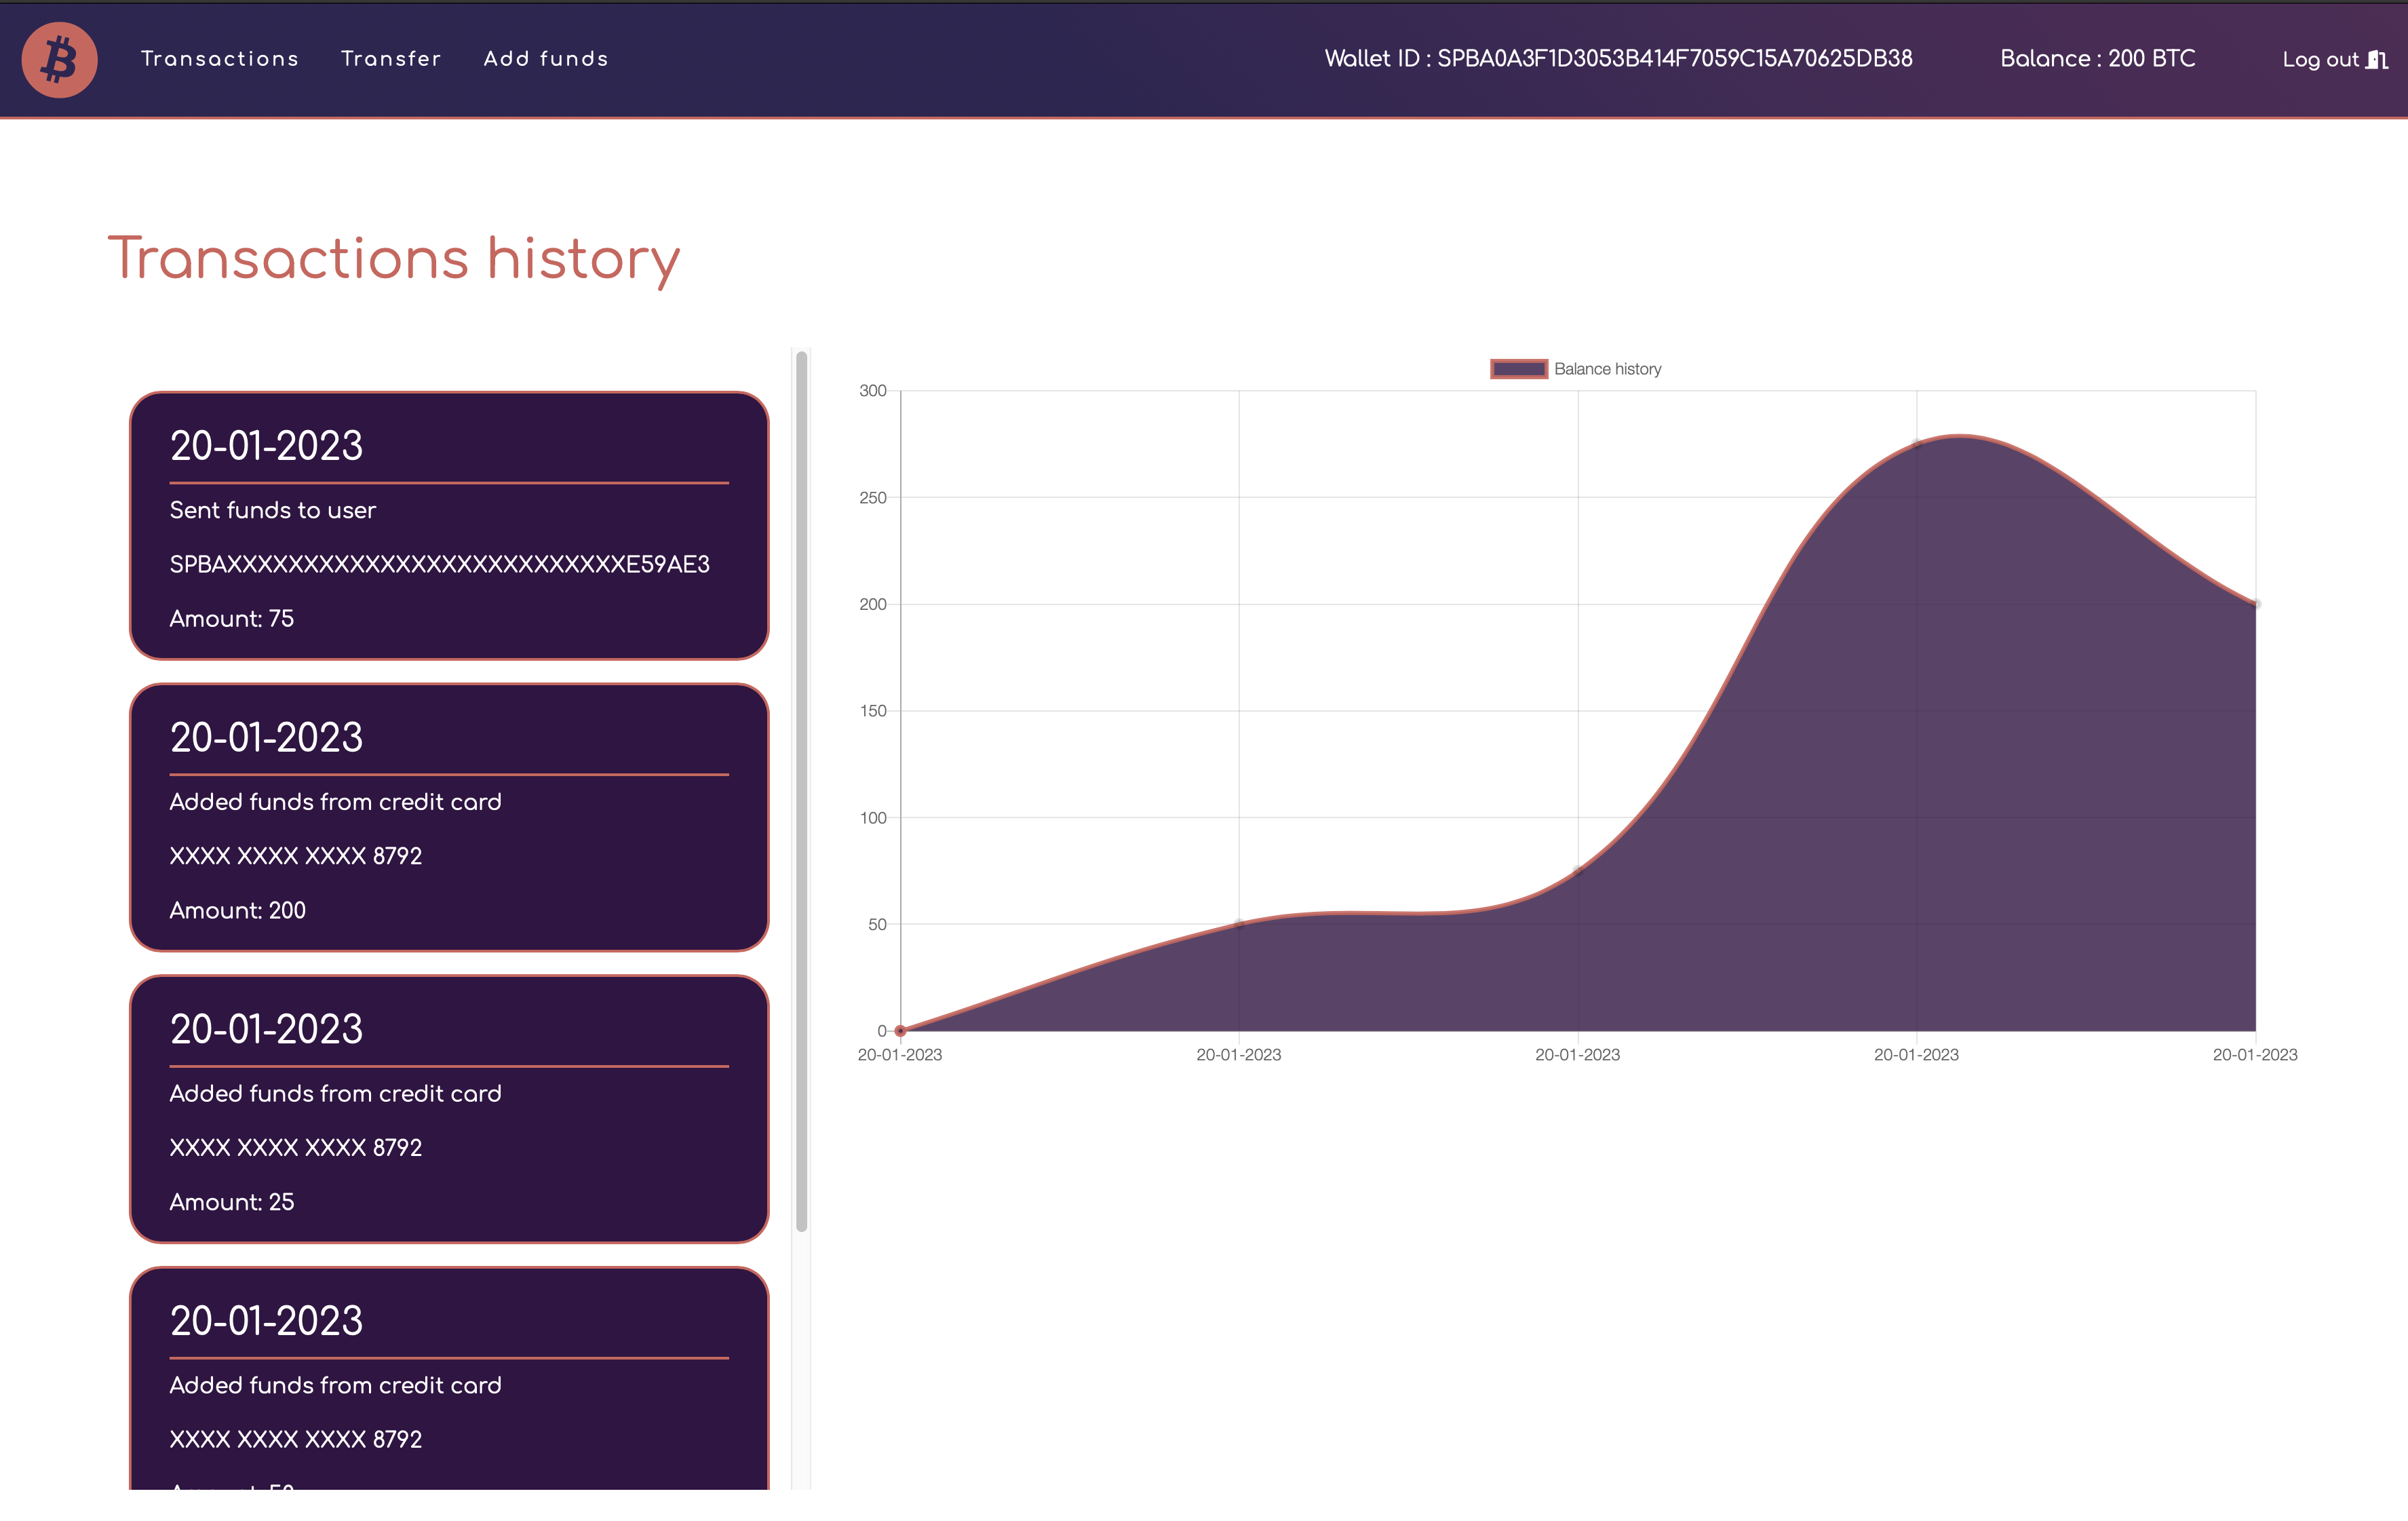 Transactions Transfer Add funds Wallet ID : SPBA0A3F1D3053B414F7059C15A70625DB38 Balance : 200 BTC Log out
Transactions history
20-01-2023
Sent funds to user
SPBAXXXXXXXXXXXXXXXXXXXXXXXXXXE59AE3
Amount: 75
20-01-2023
Added funds from credit card
XXXX XXXX XXXX 8792
Amount: 200
20-01-2023
Added funds from credit card
XXXX XXXX XXXX 8792
Amount: 25
20-01-2023
Added funds from credit card
XXXX XXXX XXXX 8792
Amount: 50
Balance history
300
250
200
150
100
50
0
20-01-2023 20-01-2023 20-01-2023 20-01-2023 20-01-2023